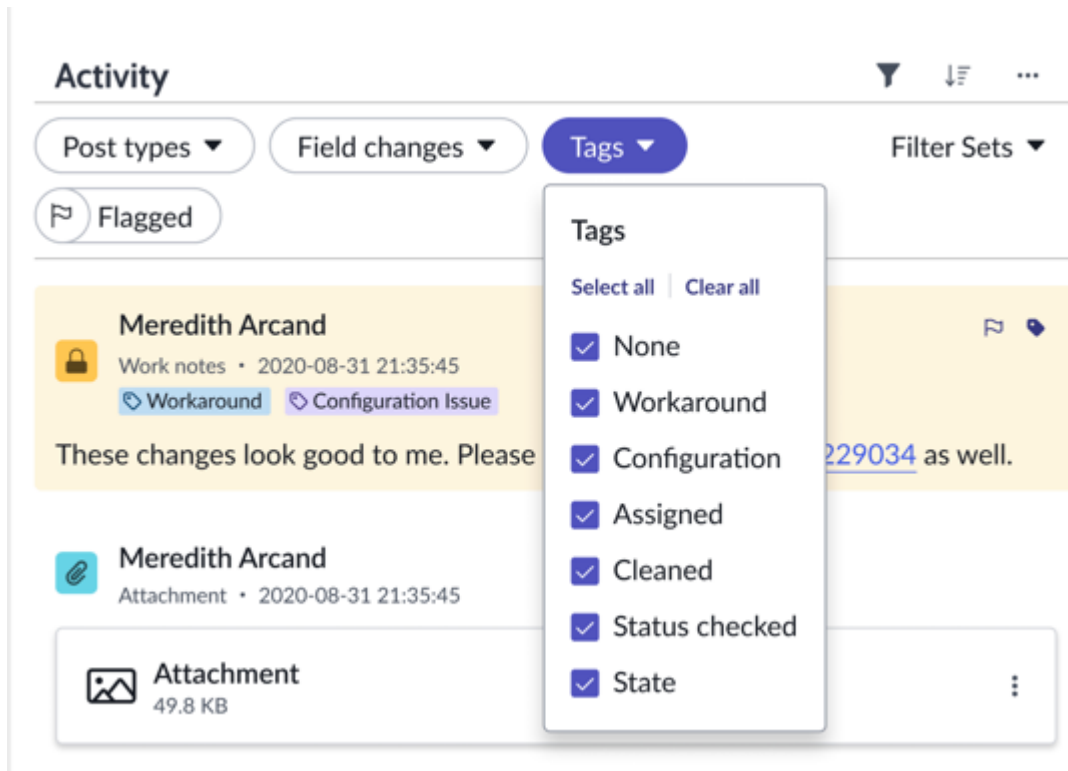 Activity
Post types
Field changes
Tags
Filter Sets
Flagged
Tags
Select all
Clear all
None
Workaround
Configuration
Assigned
Cleaned
Status checked
State
Meredith Arcand
Work notes • 2020-08-31 21:35:45
Workaround
Configuration Issue
These changes look good to me. Please
229034 as well.
Meredith Arcand
Attachment • 2020-08-31 21:35:45
Attachment
49.8 KB